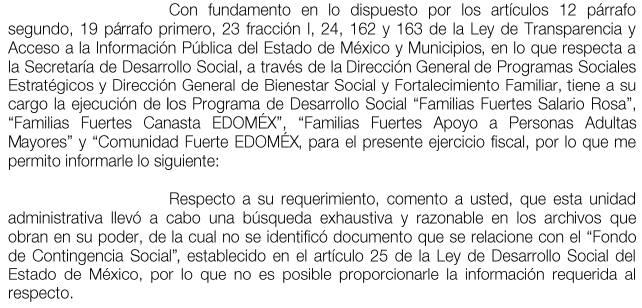 Con fundamento en lo dispuesto por los artículos 12 párrafo
segundo, 19 párrafo primero, 23 fracción I, 24, 162 y 163 de la Ley de Transparencia y
Acceso a la Información Pública del Estado de México y Municipios, en lo que respecta a
la Secretaría de Desarrollo Social, a través de la Dirección General de Programas Sociales
Estratégicos y Dirección General de Bienestar Social y Fortalecimiento Familiar, tiene a su
cargo la ejecución de los Programa de Desarrollo Social “Familias Fuertes Salario Rosa”,
“Familias Fuertes Canasta EDOMÉX”, “Familias Fuertes Apoyo a Personas Adultas
Mayores” y “Comunidad Fuerte EDOMÉX, para el presente ejercicio fiscal, por lo que me
permito informarle lo siguiente:
Respecto a su requerimiento, comento a usted, que esta unidad
administrativa llevó a cabo una búsqueda exhaustiva y razonable en los archivos que
obran en su poder, de la cual no se identificó documento que se relacione con el “Fondo
de Contingencia Social”, establecido en el artículo 25 de la Ley de Desarrollo Social del
Estado de México, por lo que no es posible proporcionarle la información requerida al
respecto.